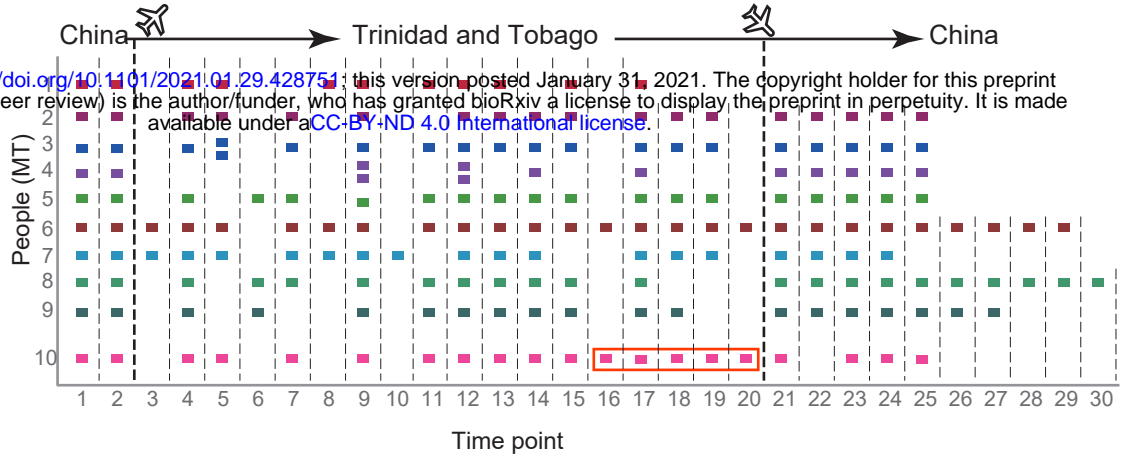 China
Trinidad and Tobago
China
/doi.org/10.1101/2021.01.29.428751; this version posted January 31, 2021. The copyright holder for this preprint
eer review) is the author/funder, who has granted bioRxiv a license to display the preprint in perpetuity. It is made
available under aCC-BY-ND 4.0 International license.
People (MT)
2
3
4
5
6
7
8
9
10
1 2 3 4 5 6 7 8 9 10 11 12 13 14 15 16 17 18 19 20 21 22 23 24 25 26 27 28 29 30
Time point